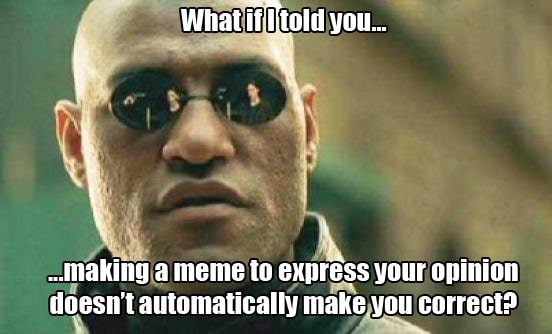 What if I told you...
...making a meme to express your opinion
doesn't automatically make you correct?